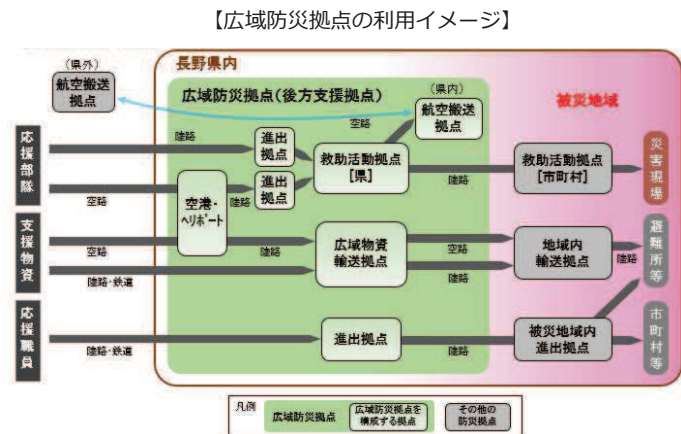 【広域防災拠点の利用イメージ】
長野県内
(県外)
航空搬送
拠点
広域防災拠点(後方支援拠点)
(県内)
航空搬送
拠点
被災地域
空路
応援部隊
陸路
進出
拠点
進出
拠点
救助活動拠点
[県]
陸路
救助活動拠点
[市町村]
災害現場
空路
空港・
ヘリポート
陸路
支援物資
空路
陸路
広域物資
輸送拠点
空路
陸路
地域内
輸送拠点
陸路
避難所等
陸路・鉄道
応援職員
陸路・鉄道
進出拠点
陸路
被災地域内
進出拠点
市町村等
凡例
広域防災拠点
広域防災拠点を
構成する拠点
その他の
防災拠点